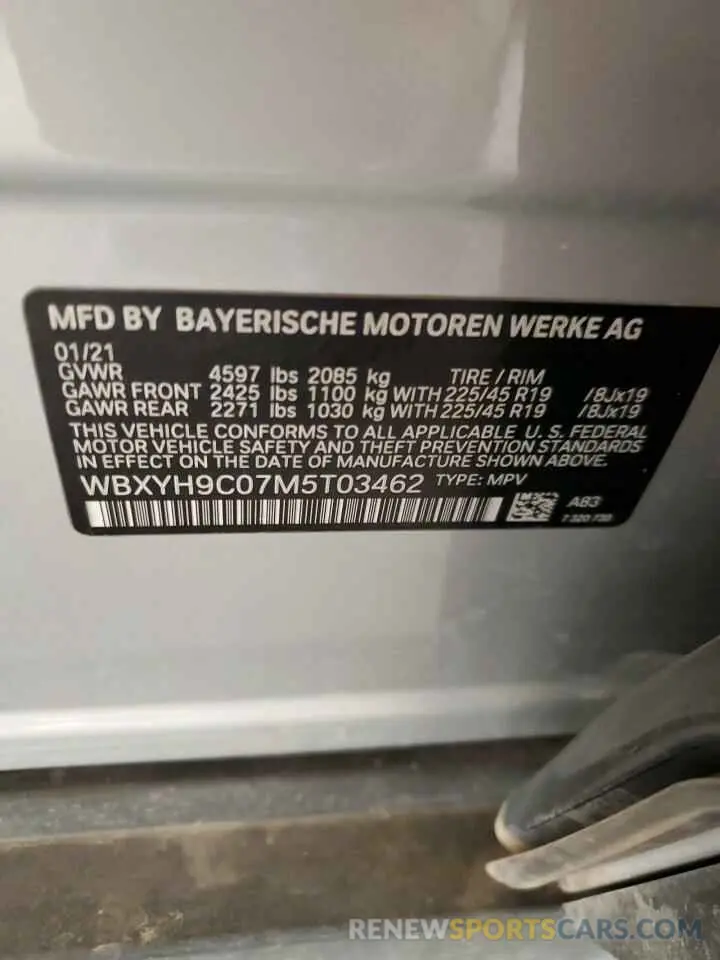 MFD BY BAYERISCHE MOTOREN WERKE AG
01/21
GVWR 4597 lbs 2085 kg TIRE / RIM
GAWR FRONT 2425 lbs 1100 kg WITH 225/45 R19 /8Jx19
GAWR REAR 2271 lbs 1030 kg WITH 225/45 R19 /8Jx19
THIS VEHICLE CONFORMS TO ALL APPLICABLE U.S. FEDERAL
MOTOR VEHICLE SAFETY AND THEFT PREVENTION STANDARDS
IN EFFECT ON THE DATE OF MANUFACTURE SHOWN ABOVE.
WBXYH9C07M5T03462 TYPE: MPV
A83
RENEWSPORTSCARS.COM